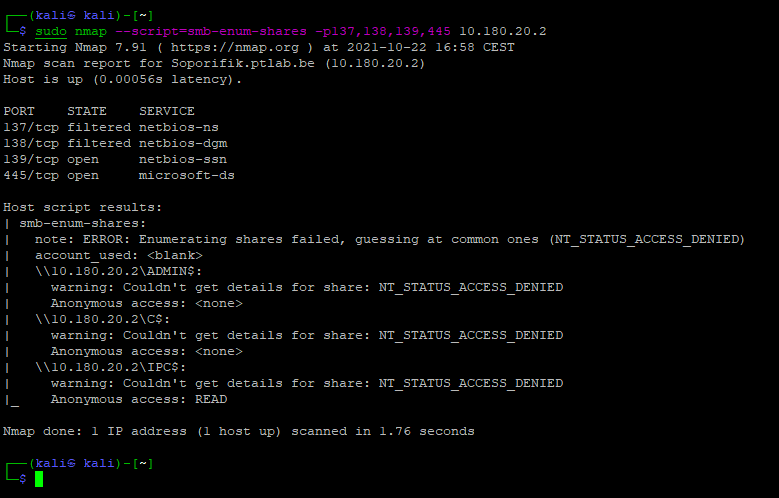 ┌──(kali㉿ kali)-[~]
└─$ sudo nmap --script=smb-enum-shares -p137,138,139,445 10.180.20.2
Starting Nmap 7.91 ( https://nmap.org ) at 2021-10-22 16:58 CEST
Nmap scan report for Soporifik.ptlab.be (10.180.20.2)
Host is up (0.00056s latency).

PORT    STATE    SERVICE
137/tcp filtered netbios-ns
138/tcp filtered netbios-dgm
139/tcp open     netbios-ssn
445/tcp open     microsoft-ds

Host script results:
| smb-enum-shares:
|   note: ERROR: Enumerating shares failed, guessing at common ones (NT_STATUS_ACCESS_DENIED)
|   account_used: <blank>
|   \\10.180.20.2\ADMIN$:
|     warning: Couldn't get details for share: NT_STATUS_ACCESS_DENIED
|     Anonymous access: <none>
|   \\10.180.20.2\C$:
|     warning: Couldn't get details for share: NT_STATUS_ACCESS_DENIED
|     Anonymous access: <none>
|   \\10.180.20.2\IPC$:
|     warning: Couldn't get details for share: NT_STATUS_ACCESS_DENIED
|_    Anonymous access: READ

Nmap done: 1 IP address (1 host up) scanned in 1.76 seconds

┌──(kali㉿ kali)-[~]
└─$